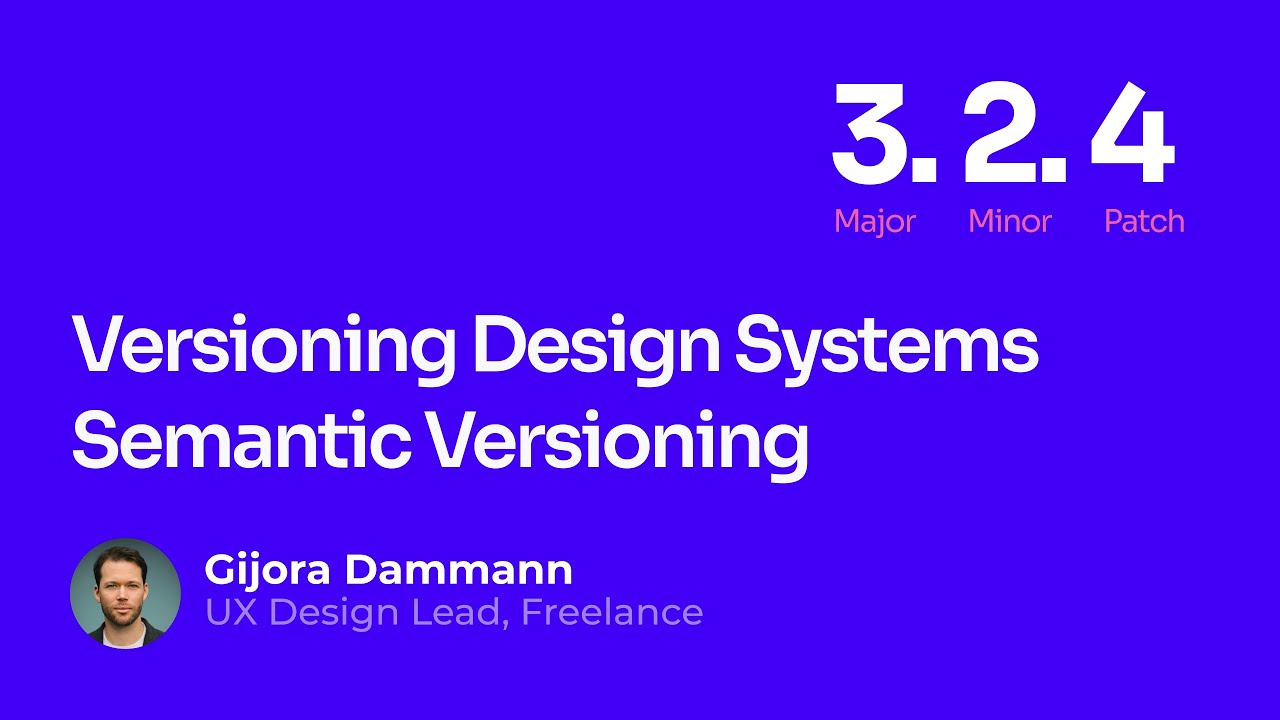 3. 2. 4
Major Minor Patch
Versioning Design Systems
Semantic Versioning
Gijora Dammann
UX Design Lead, Freelance